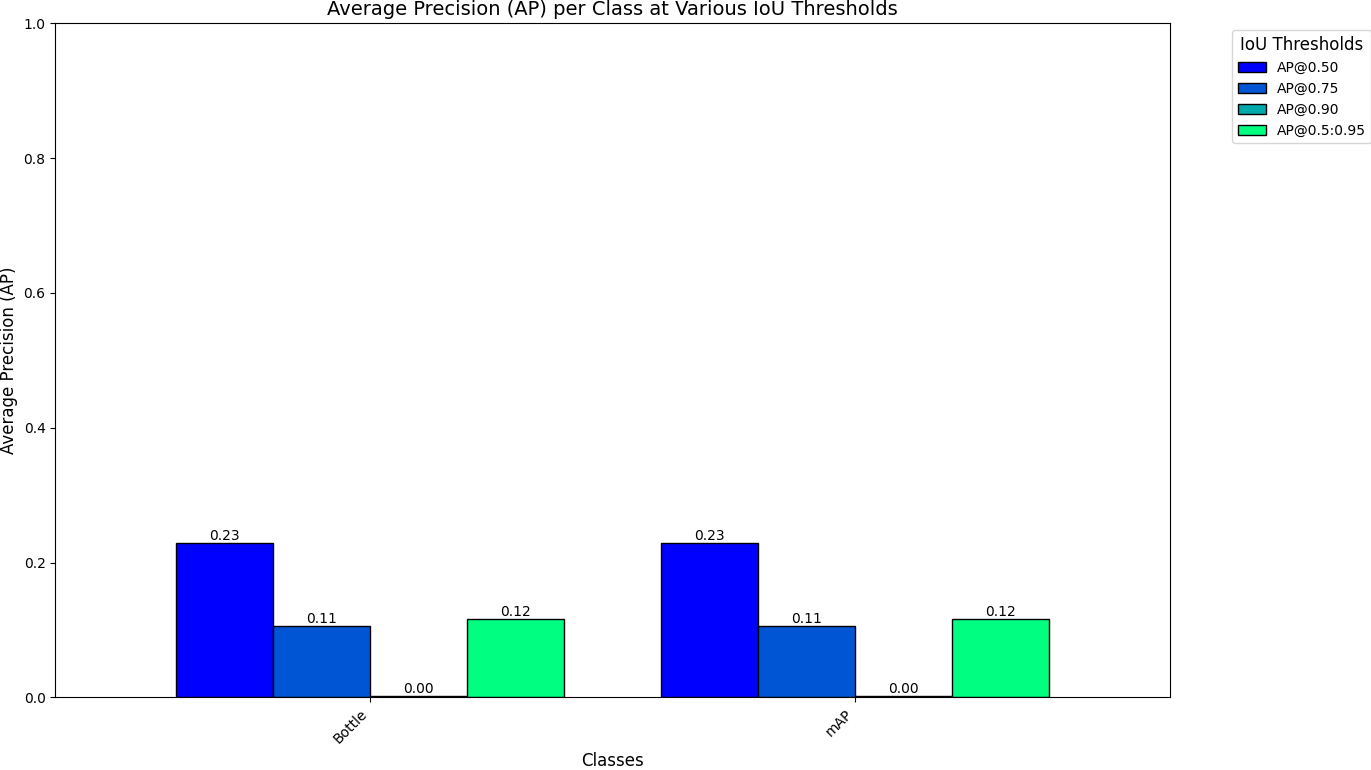 Average Precision (AP) per Class at Various IoU Thresholds
1.0
0.8
0.6
0.4
0.2
0.0
Average Precision (AP)
0.23
0.11
0.00
0.12
0.23
0.11
0.00
0.12
Bottle
mAP
Classes
IoU Thresholds
AP@0.50
AP@0.75
AP@0.90
AP@0.5:0.95